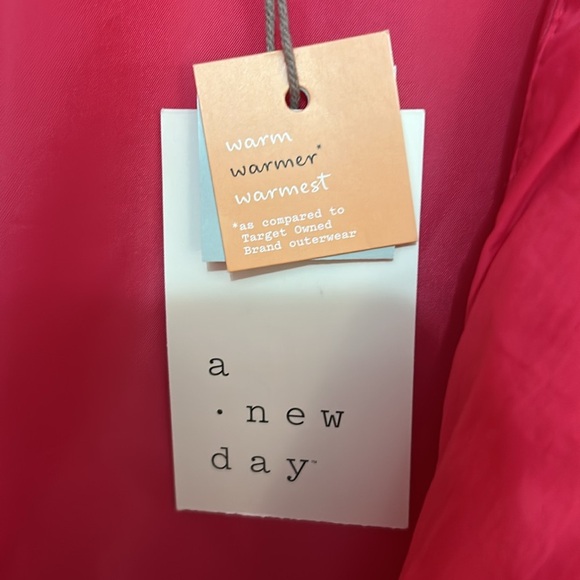 warm
warmer*
warmest
*as compared to
Target Owned
Brand outerwear
a
·new
day™